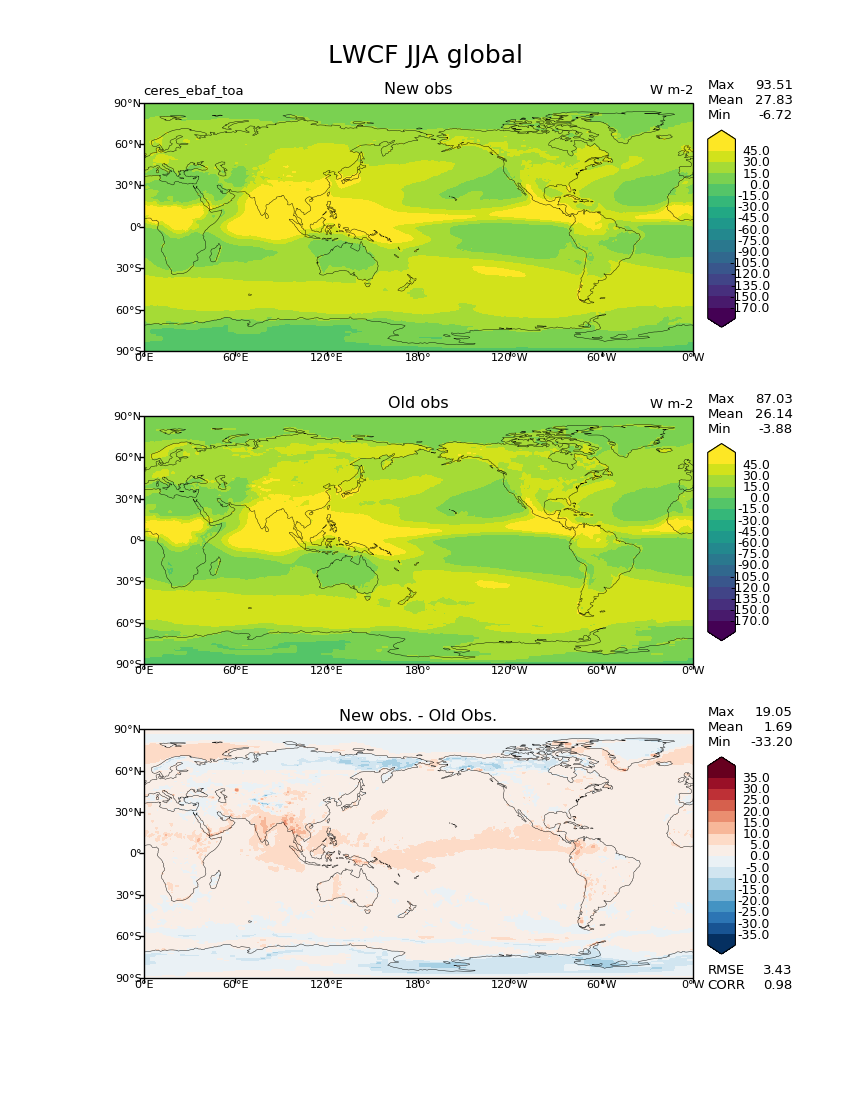 LWCF JJA global
ceres_ebaf_toa New obs W m-2
Max 93.51
Mean 27.83
Min -6.72
90°N
60°N
30°N
0°
30°S
60°S
90°S
0°E 60°E 120°E 180° 120°W 60°W 0°W
45.0
30.0
15.0
0.0
-15.0
-30.0
-45.0
-60.0
-75.0
-90.0
-105.0
-120.0
-135.0
-150.0
-170.0
Old obs W m-2
Max 87.03
Mean 26.14
Min -3.88
90°N
60°N
30°N
0°
30°S
60°S
90°S
0°E 60°E 120°E 180° 120°W 60°W 0°W
45.0
30.0
15.0
0.0
-15.0
-30.0
-45.0
-60.0
-75.0
-90.0
-105.0
-120.0
-135.0
-150.0
-170.0
New obs. - Old Obs.
Max 19.05
Mean 1.69
Min -33.20
90°N
60°N
30°N
0°
30°S
60°S
90°S
0°E 60°E 120°E 180° 120°W 60°W 0°W
35.0
30.0
25.0
20.0
15.0
10.0
5.0
0.0
-5.0
-10.0
-15.0
-20.0
-25.0
-30.0
-35.0
RMSE 3.43
CORR 0.98